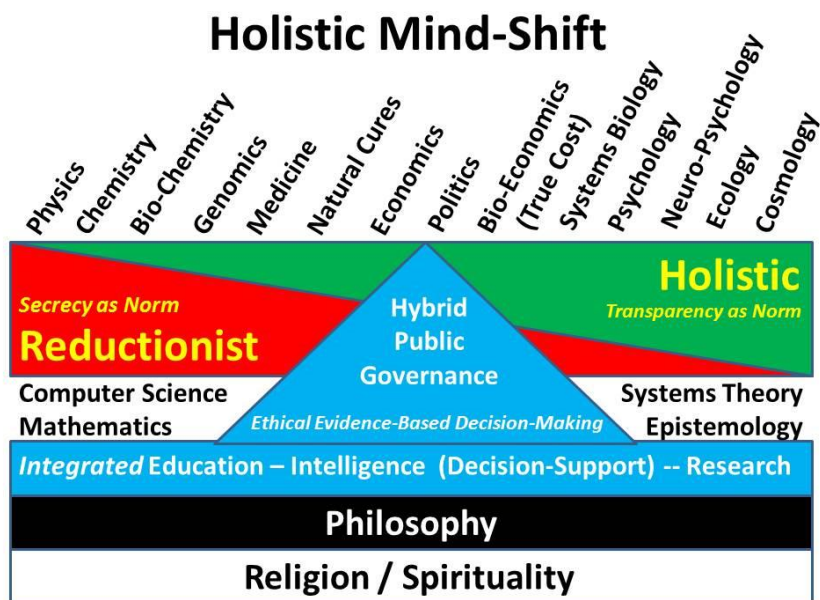 Holistic Mind-Shift
Physics
Chemistry
Bio-Chemistry
Genomics
Medicine
Natural Cures
Economics
Politics
Bio-Economics
(True Cost)
Systems Biology
Psychology
Neuro-Psychology
Ecology
Cosmology
Secrecy as Norm
Reductionist
Hybrid
Public
Governance
Ethical Evidence-Based Decision-Making
Holistic
Transparency as Norm
Computer Science
Mathematics
Systems Theory
Epistemology
Integrated Education – Intelligence (Decision-Support) -- Research
Philosophy
Religion / Spirituality